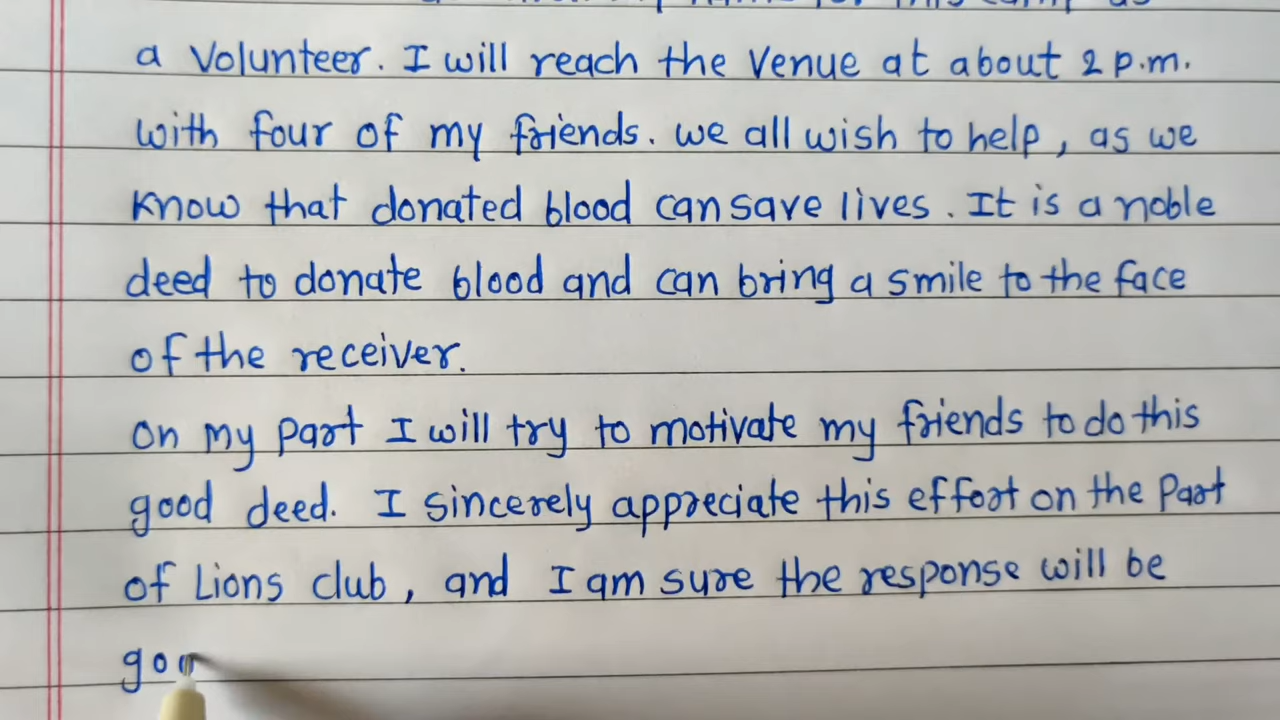 a Volunteer. I will reach the Venue at about 2 p.m.
with four of my friends. we all wish to help, as we
know that donated blood can save lives. It is a noble
deed to donate blood and can bring a smile to the face
of the receiver.
On my part I will try to motivate my friends to do this
good deed. I sincerely appreciate this effort on the Part
of Lions club, and I am sure the response will be
goo